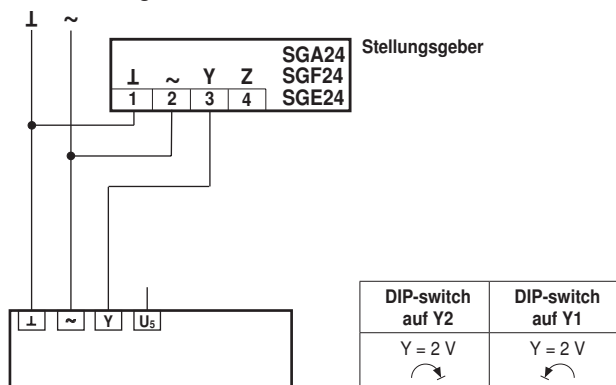 ⊥ ~
SGA24 Stellungsgeber
⊥ ~ Y Z SGF24
1 2 3 4 SGE24
⊥ ~ Y U5
DIP-switch DIP-switch
auf Y2 auf Y1
Y = 2 V Y = 2 V